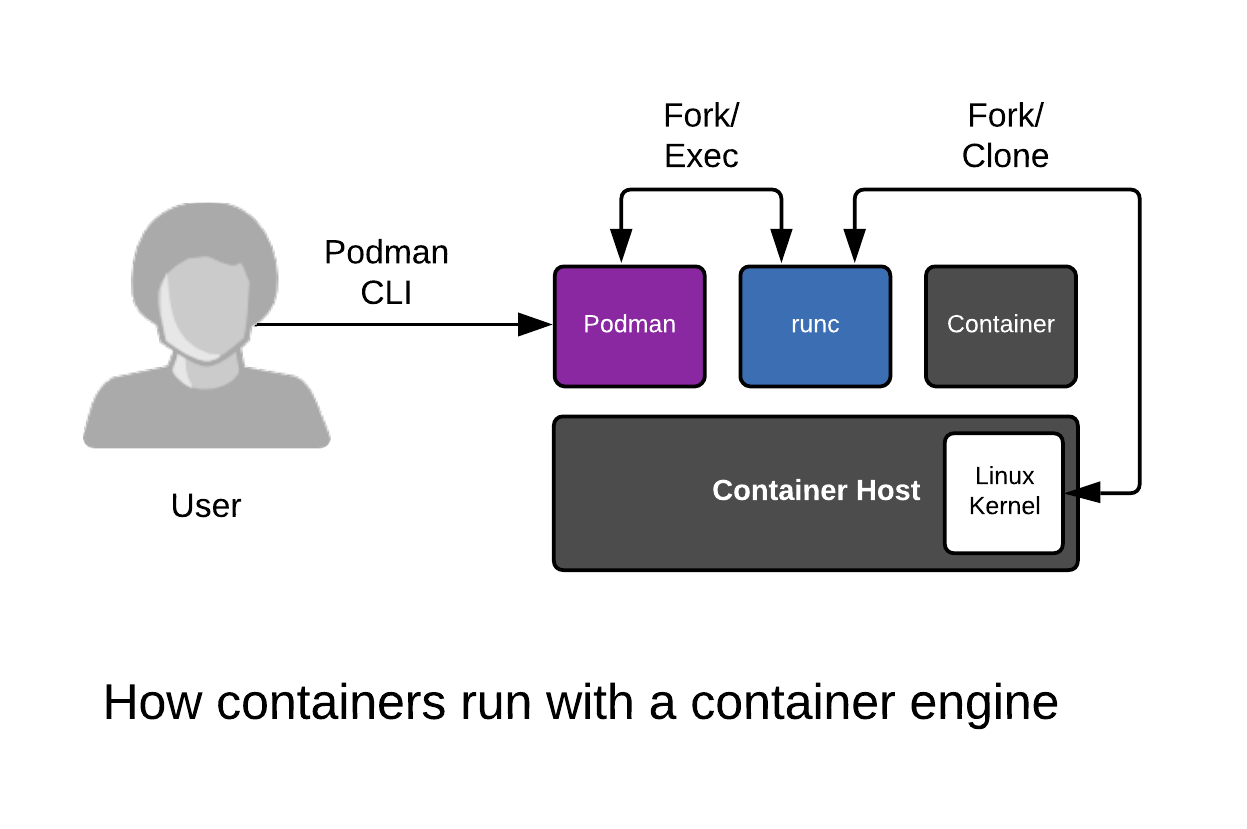 Fork/
Exec
Fork/
Clone
Podman
CLI
Podman
runc
Container
Container Host
Linux
Kernel
User
How containers run with a container engine